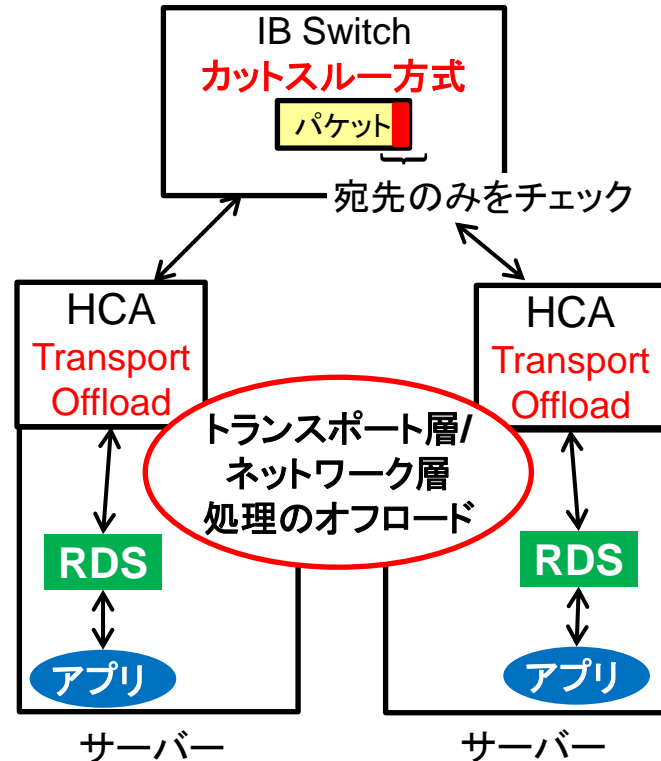 IB Switch
カットスルー方式
パケット
宛先のみをチェック
HCA
Transport
Offload
HCA
Transport
Offload
トランスポート層/
ネットワーク層
処理のオフロード
RDS
RDS
アプリ
アプリ
サーバー
サーバー